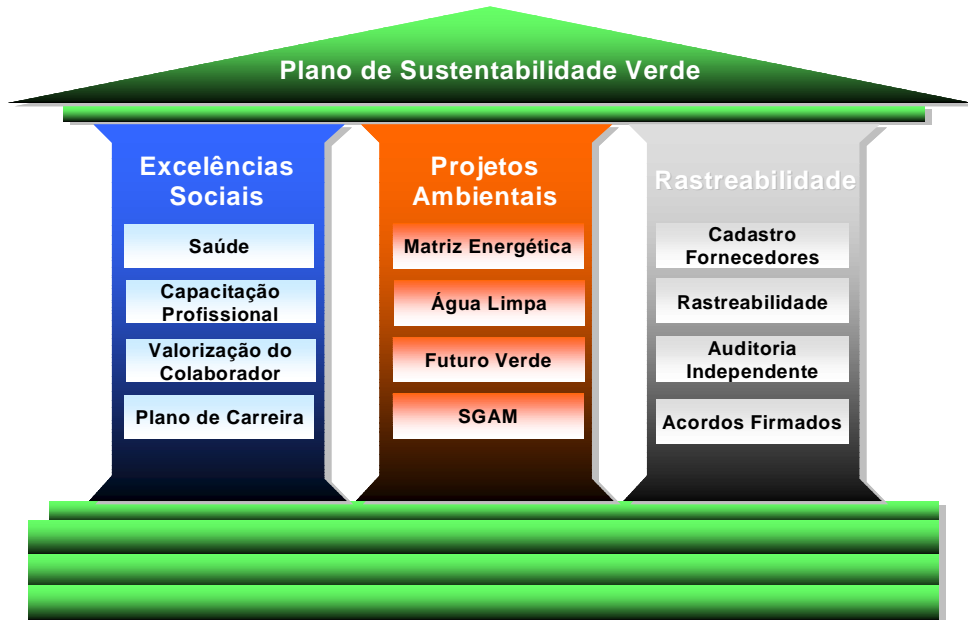 Plano de Sustentabilidade Verde
Excelências
Sociais
Saúde
Capacitação
Profissional
Valorização do
Colaborador
Plano de Carreira
Projetos
Ambientais
Matriz Energética
Água Limpa
Futuro Verde
SGAM
Rastreabilidade
Cadastro
Fornecedores
Rastreabilidade
Auditoria
Independente
Acordos Firmados